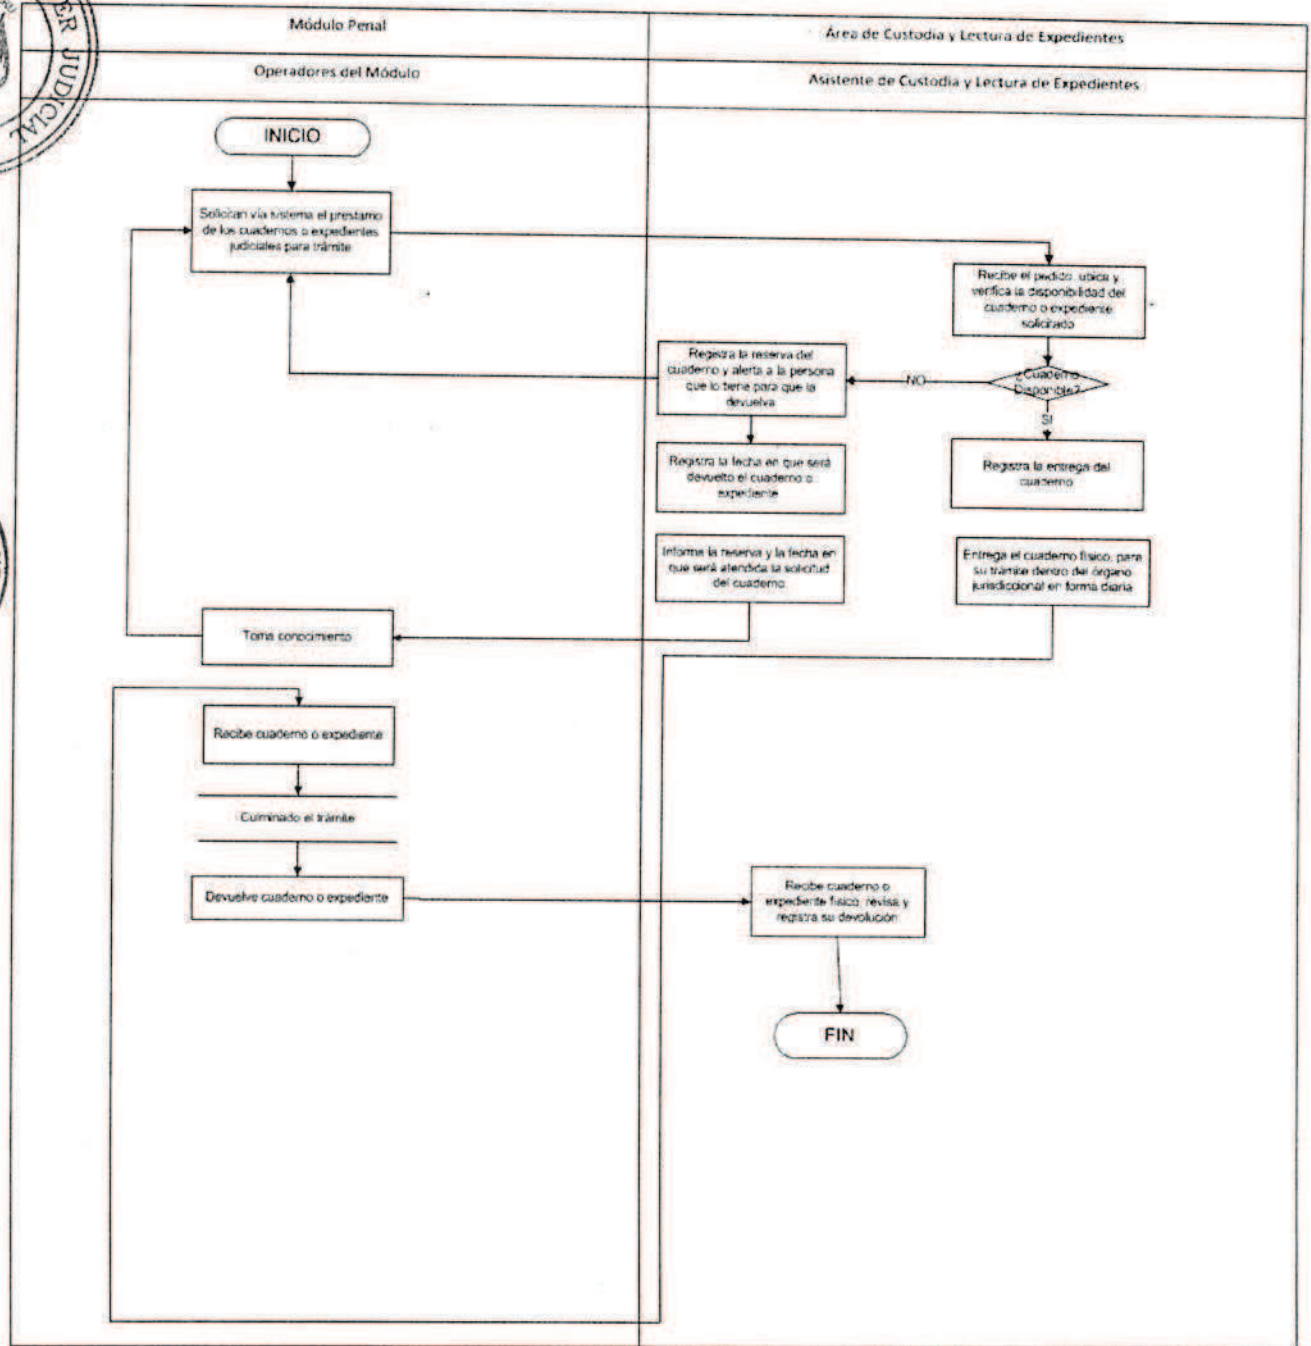 ER JUDICIAL
Módulo Penal
Área de Custodia y Lectura de Expedientes
Operadores del Módulo
Asistente de Custodia y Lectura de Expedientes
INICIO
Solicitan vía sistema el prestamo
de los cuadernos o expedientes
judiciales para trámite
Recibe el pedido, ubica y
verifica la disponibilidad del
cuaderno o expediente
solicitado
¿Cuaderno
Disponible?
NO
SI
Registra la reserva del
cuaderno y alerta a la persona
que lo tiene para que la
devuelva
Registra la fecha en que será
devuelto el cuaderno o
expediente
Registra la entrega del
cuaderno
Informa la reserva y la fecha en
que será atendida la solicitud
del cuaderno.
Entrega el cuaderno físico, para
su trámite dentro del órgano
jurisdiccional en forma diaria
Toma conocimiento
Recibe cuaderno o expediente
Culminado el trámite
Devuelve cuaderno o expediente
Recibe cuaderno o
expediente físico, revisa y
registra su devolución
FIN